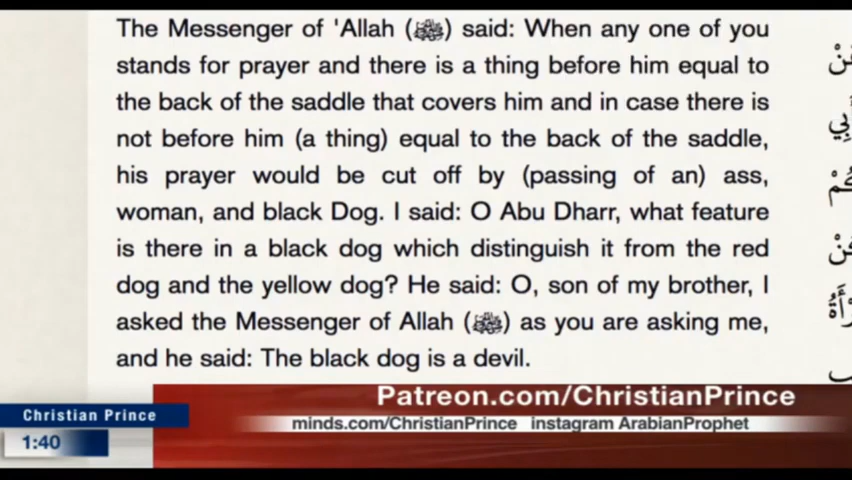 The Messenger of 'Allah (ﷺ) said: When any one of you
stands for prayer and there is a thing before him equal to
the back of the saddle that covers him and in case there is
not before him (a thing) equal to the back of the saddle,
his prayer would be cut off by (passing of an) ass,
woman, and black Dog. I said: O Abu Dharr, what feature
is there in a black dog which distinguish it from the red
dog and the yellow dog? He said: O, son of my brother, I
asked the Messenger of Allah (ﷺ) as you are asking me,
and he said: The black dog is a devil.
Patreon.com/ChristianPrince
Christian Prince
minds.com/ChristianPrince instagram ArabianProphet
1:40